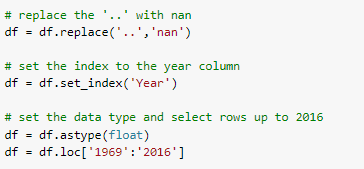 # replace the '..' with nan
df = df.replace('..','nan')
# set the index to the year column
df = df.set_index('Year')
# set the data type and select rows up to 2016
df = df.astype(float)
df = df.loc['1969':'2016']